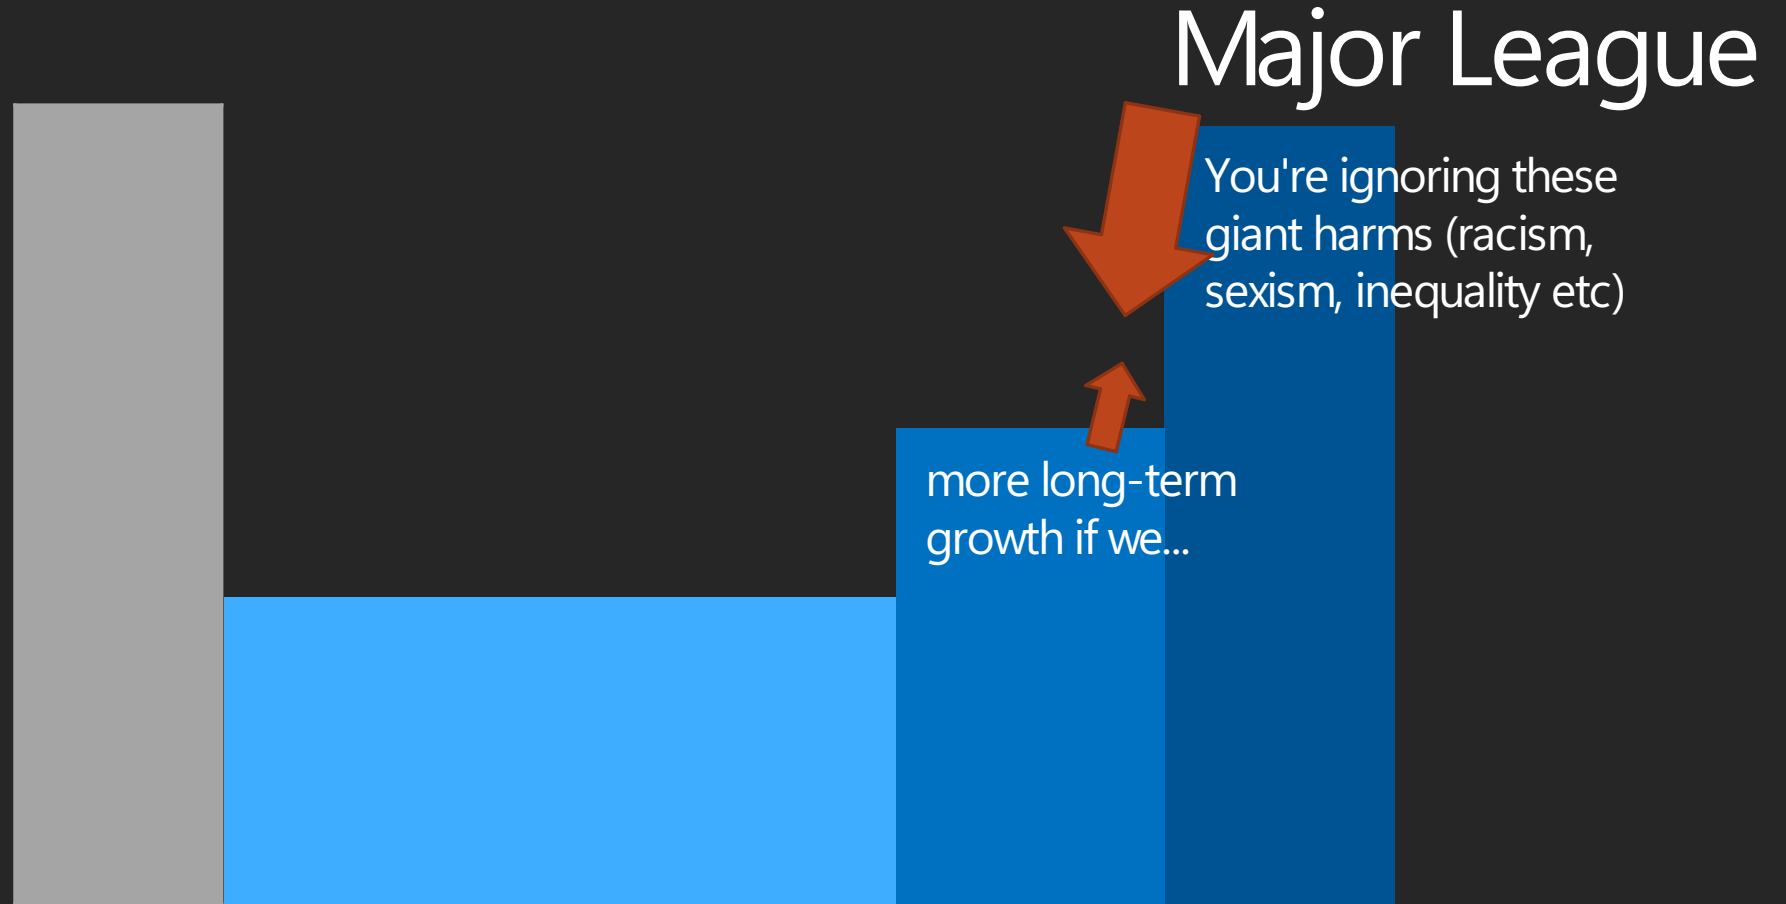 Major League
You're ignoring these
giant harms (racism,
sexism, inequality etc)
more long-term
growth if we...